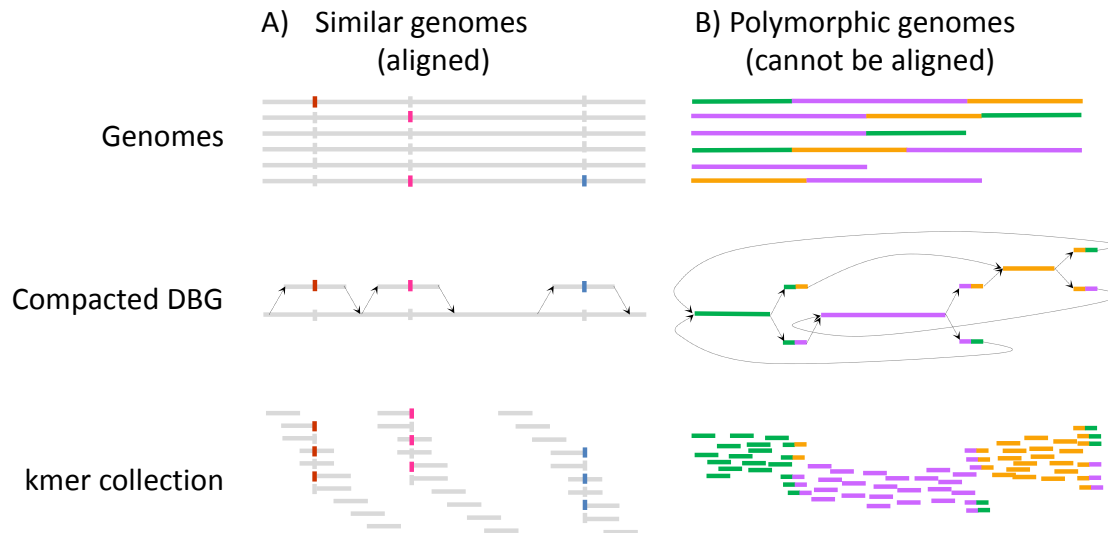 A) Similar genomes
(aligned)
B) Polymorphic genomes
(cannot be aligned)
Genomes
Compacted DBG
kmer collection